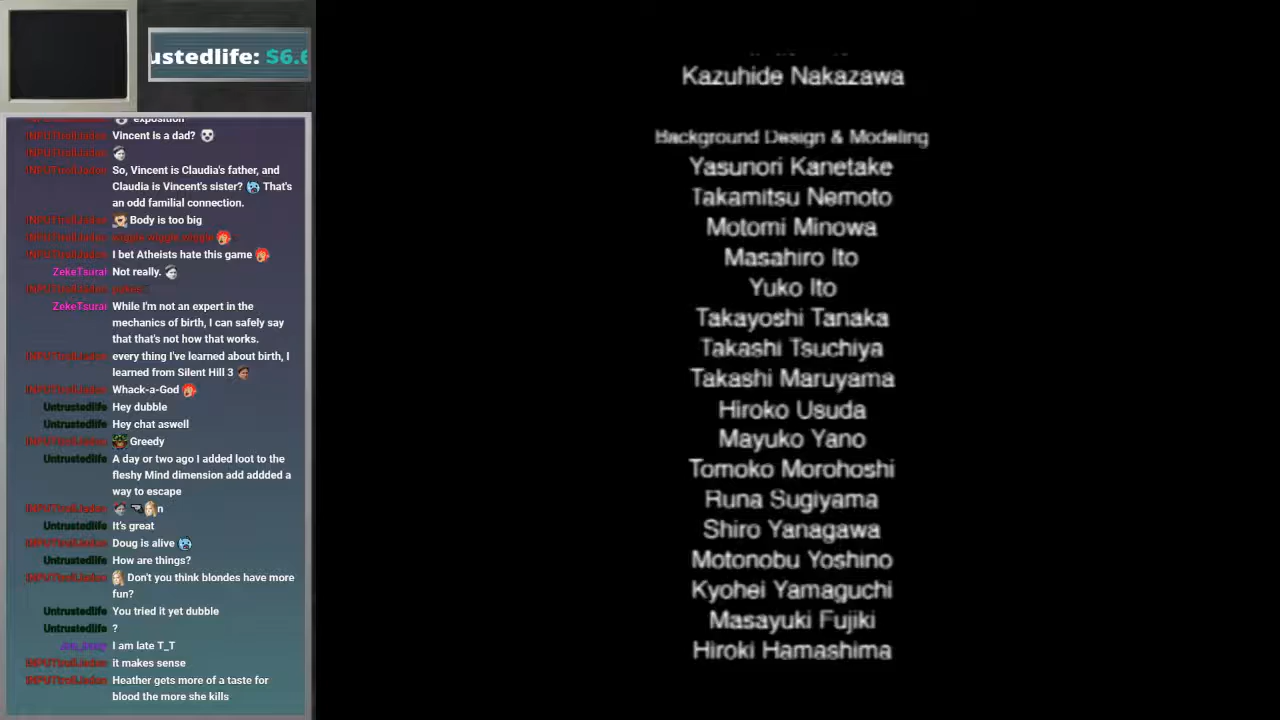 ustedlife: $6.6
exposition
Vincent is a dad?
So, Vincent is Claudia's father, and
Claudia is Vincent's sister? That's
an odd familial connection.
Body is too big
I bet Atheists hate this game
ZekeTsurai Not really.
ZekeTsurai While I'm not an expert in the
mechanics of birth, I can safely say
that that's not how that works.
every thing I've learned about birth, I
learned from Silent Hill 3
Whack-a-God
Untrustedlife Hey dubble
Untrustedlife Hey chat aswell
Greedy
Untrustedlife A day or two ago I added loot to the
fleshy Mind dimension add addded a
way to escape
n
Untrustedlife It's great
Doug is alive
Untrustedlife How are things?
Don't you think blondes have more
fun?
Untrustedlife You tried it yet dubble
Untrustedlife ?
I am late T_T
it makes sense
Heather gets more of a taste for
blood the more she kills
Kazuhide Nakazawa
Background Design & Modeling
Yasunori Kanetake
Takamitsu Nemoto
Motomi Minowa
Masahiro Ito
Yuko Ito
Takayoshi Tanaka
Takashi Tsuchiya
Takashi Maruyama
Hiroko Usuda
Mayuko Yano
Tomoko Morohoshi
Runa Sugiyama
Shiro Yanagawa
Motonobu Yoshino
Kyohei Yamaguchi
Masayuki Fujiki
Hiroki Hamashima